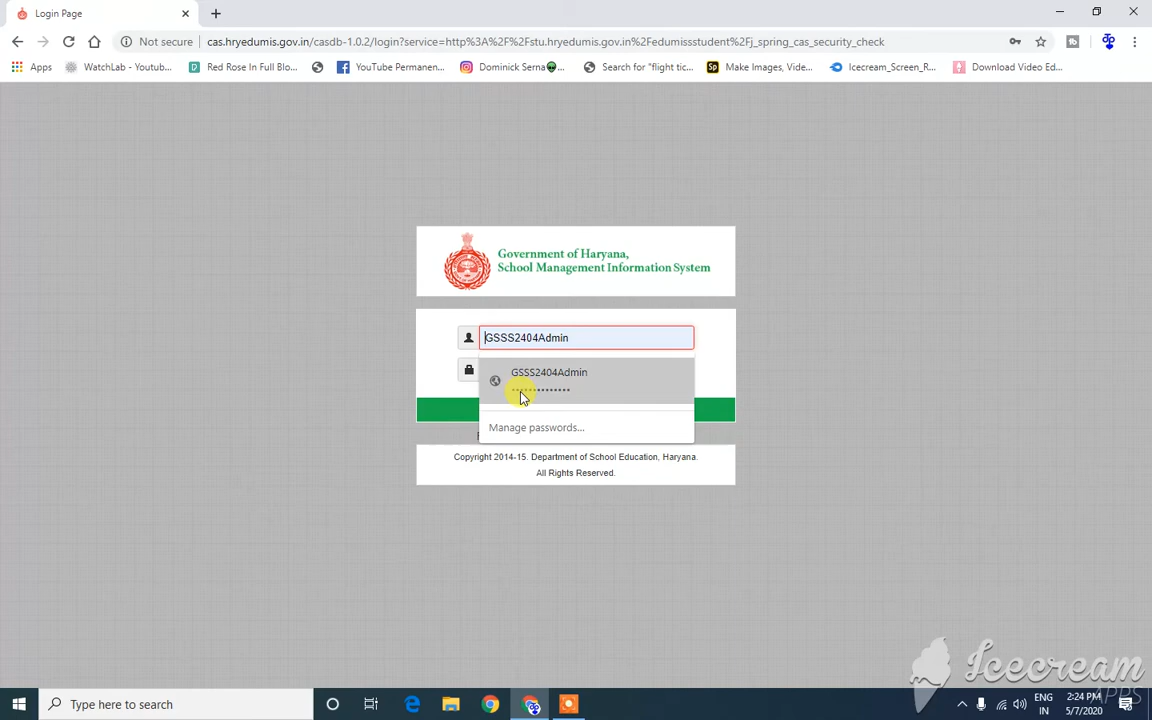 Login Page
Not secure
cas.hryedumis.gov.in/casdb-1.0.2/login?service=http%3A%2F%2Fstu.hryedumis.gov.in%2Fedumissstudent%2Fj_spring_cas_security_check
Apps
WatchLab - Youtub...
Red Rose In Full Blo...
YouTube Permanen...
Dominick Serna ...
Search for "flight tic...
Make Images, Vide...
Icecream_Screen_R...
Download Video Ed...
Government of Haryana,
School Management Information System
GSSS2404Admin
GSSS2404Admin
Manage passwords...
Copyright 2014-15. Department of School Education, Haryana.
All Rights Reserved.
Icecream
APPS
Type here to search
ENG
IN
2:24 PM
5/7/2020